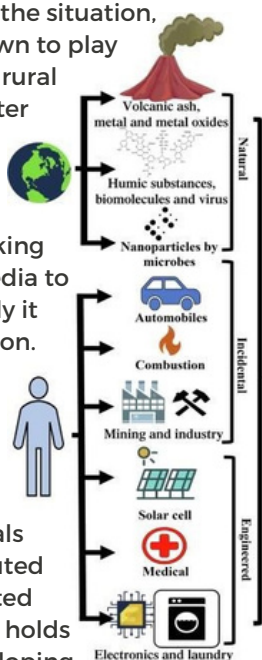 the situation,
wn to play
rural
ter
king
dia to
ly it
on.
als
uted
ted
holds
Volcanic ash,
metal and metal oxides
Humic substances,
biomolecules and virus
Nanoparticles by
microbes
Natural
Automobiles
Combustion
Mining and industry
Incidental
Solar cell
Medical
Electronics and laundry
Engineered